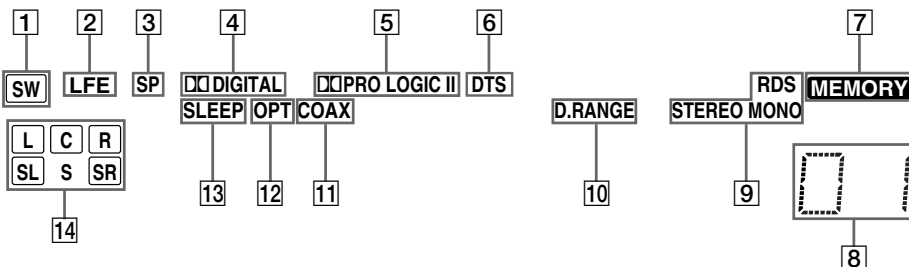 1 2 3 4 5 6 7
SW LFE SP DIGITAL PRO LOGIC II DTS RDS MEMORY
SLEEP OPT COAX D.RANGE STEREO MONO
L C R
SL S SR
13 12 11 10 9
14 8